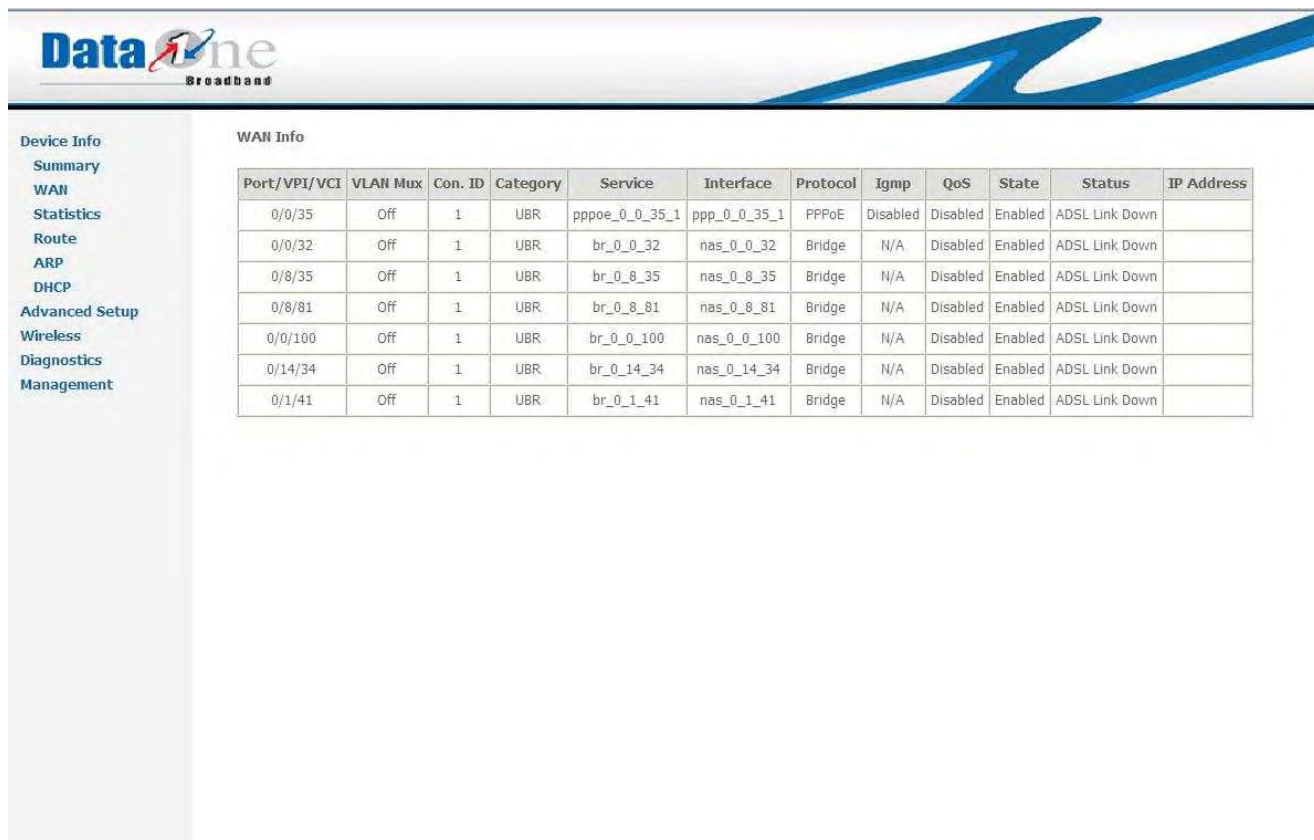 DataOne
Broadband
Device Info
Summary
WAN
Statistics
Route
ARP
DHCP
Advanced Setup
Wireless
Diagnostics
Management
WAN Info
Port/VPI/VCI VLAN Mux Con. ID Category Service Interface Protocol Igmp QoS State Status IP Address
0/0/35 Off 1 UBR pppoe_0_0_35_1 ppp_0_0_35_1 PPPoE Disabled Disabled Enabled ADSL Link Down
0/0/32 Off 1 UBR br_0_0_32 nas_0_0_32 Bridge N/A Disabled Enabled ADSL Link Down
0/8/35 Off 1 UBR br_0_8_35 nas_0_8_35 Bridge N/A Disabled Enabled ADSL Link Down
0/8/81 Off 1 UBR br_0_8_81 nas_0_8_81 Bridge N/A Disabled Enabled ADSL Link Down
0/0/100 Off 1 UBR br_0_0_100 nas_0_0_100 Bridge N/A Disabled Enabled ADSL Link Down
0/14/34 Off 1 UBR br_0_14_34 nas_0_14_34 Bridge N/A Disabled Enabled ADSL Link Down
0/1/41 Off 1 UBR br_0_1_41 nas_0_1_41 Bridge N/A Disabled Enabled ADSL Link Down